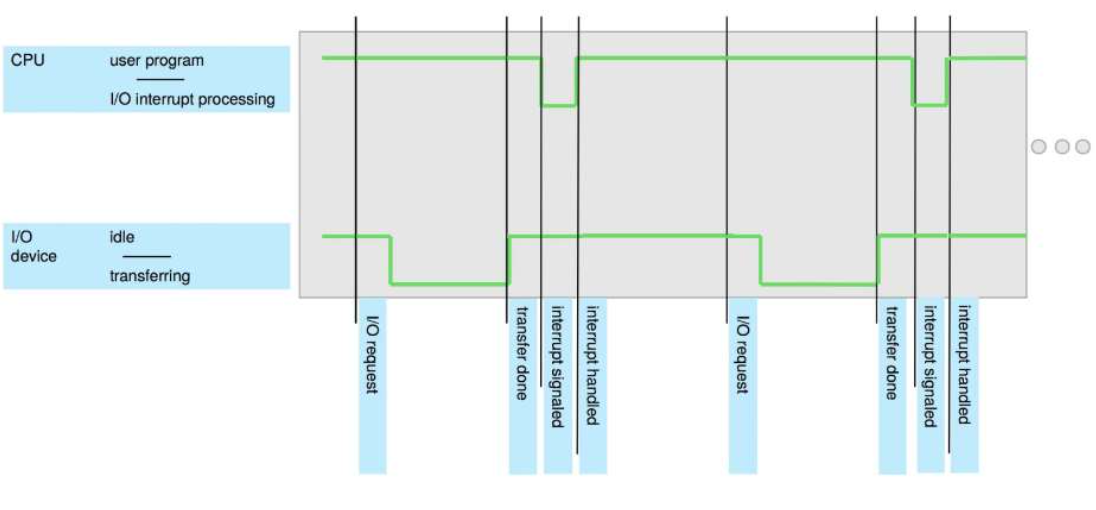 CPU
user program
I/O interrupt processing
I/O
device
idle
transferring
I/O request
transfer done
interrupt signaled
interrupt handled
I/O request
transfer done
interrupt signaled
interrupt handled